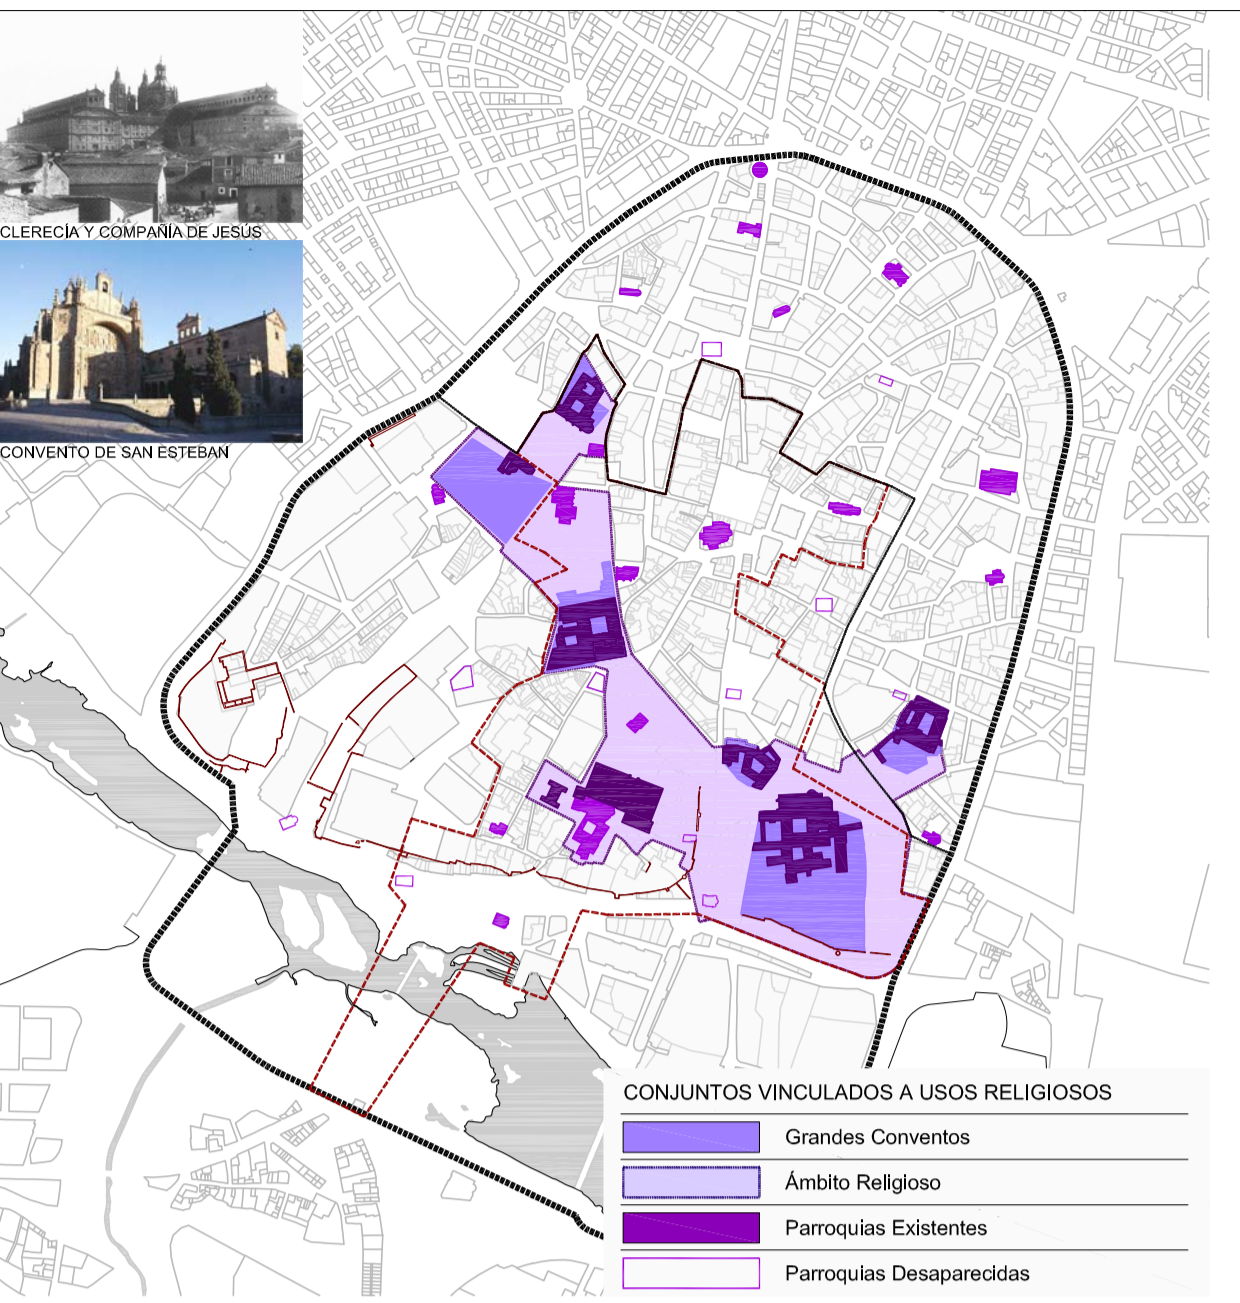 CLERECÍA Y COMPAÑÍA DE JESÚS
CONVENTO DE SAN ESTEBAN
CONJUNTOS VINCULADOS A USOS RELIGIOSOS
Grandes Conventos
Ámbito Religioso
Parroquias Existentes
Parroquias Desaparecidas